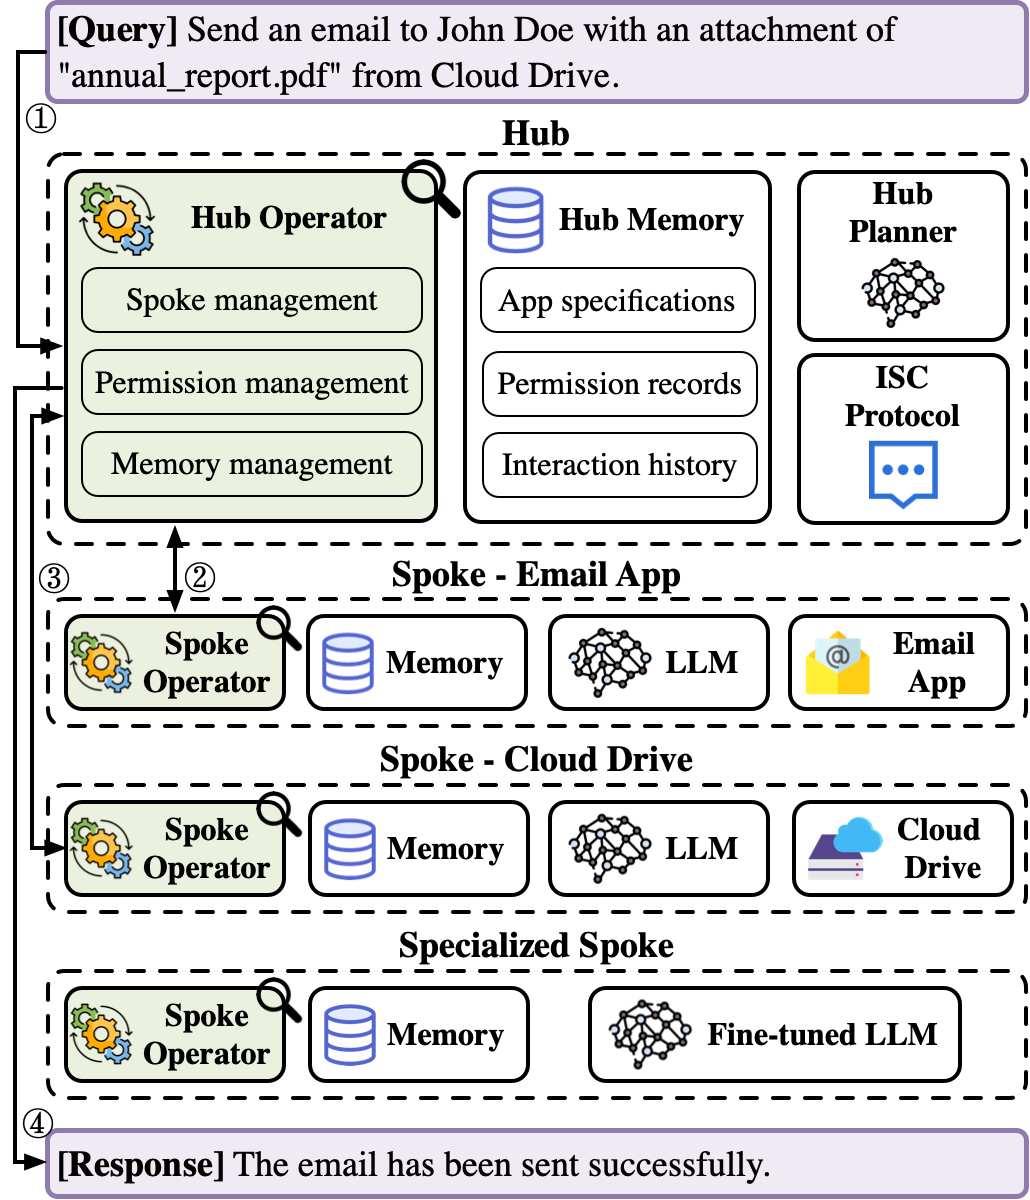 [Query] Send an email to John Doe with an attachment of
"annual_report.pdf" from Cloud Drive.
①
Hub
Hub Operator
Spoke management
Permission management
Memory management
Hub Memory
App specifications
Permission records
Interaction history
Hub
Planner
ISC
Protocol
③
②
Spoke - Email App
Spoke
Operator
Memory
LLM
@
Email
App
Spoke - Cloud Drive
Spoke
Operator
Memory
LLM
Cloud
Drive
Specialized Spoke
Spoke
Operator
Memory
Fine-tuned LLM
④
[Response] The email has been sent successfully.